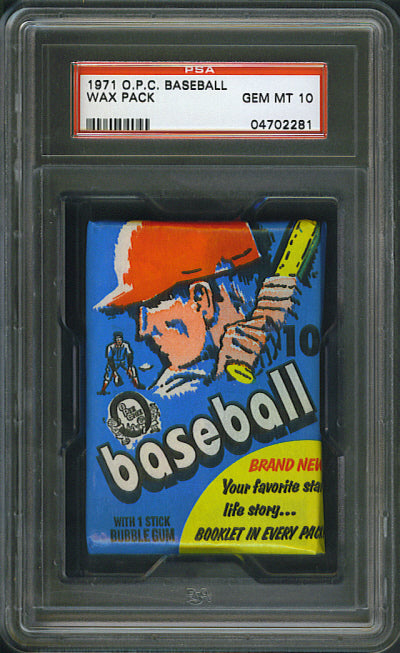 PSA
1971 O.P.C. BASEBALL
WAX PACK GEM MT 10
04702281
10
baseball
BRAND NEW
Your favorite sta
life story...
WITH 1 STICK BOOKLET IN EVERY PAC
BUBBLE GUM